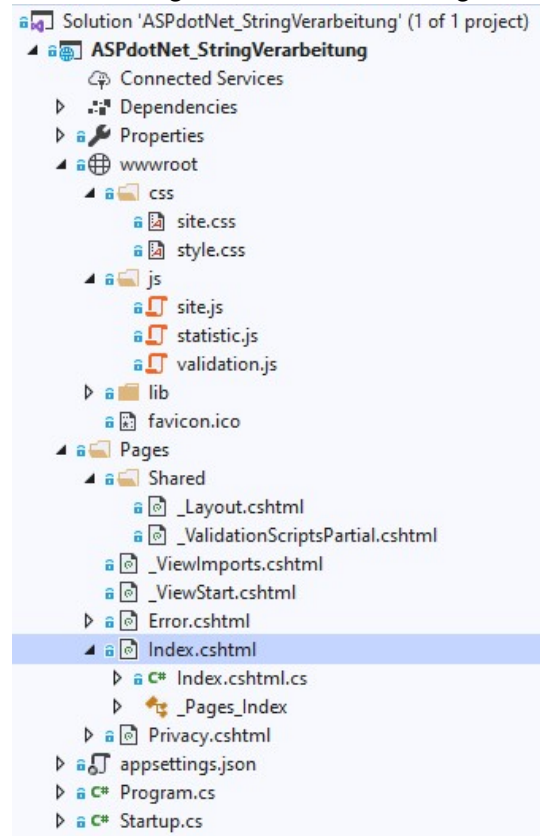 Solution 'ASPdotNet_StringVerarbeitung' (1 of 1 project)
ASPdotNet_StringVerarbeitung
Connected Services
Dependencies
Properties
wwwroot
css
site.css
style.css
js
site.js
statistic.js
validation.js
lib
favicon.ico
Pages
Shared
_Layout.cshtml
_ValidationScriptsPartial.cshtml
_ViewImports.cshtml
_ViewStart.cshtml
Error.cshtml
Index.cshtml
C# Index.cshtml.cs
_Pages_Index
Privacy.cshtml
appsettings.json
C# Program.cs
C# Startup.cs